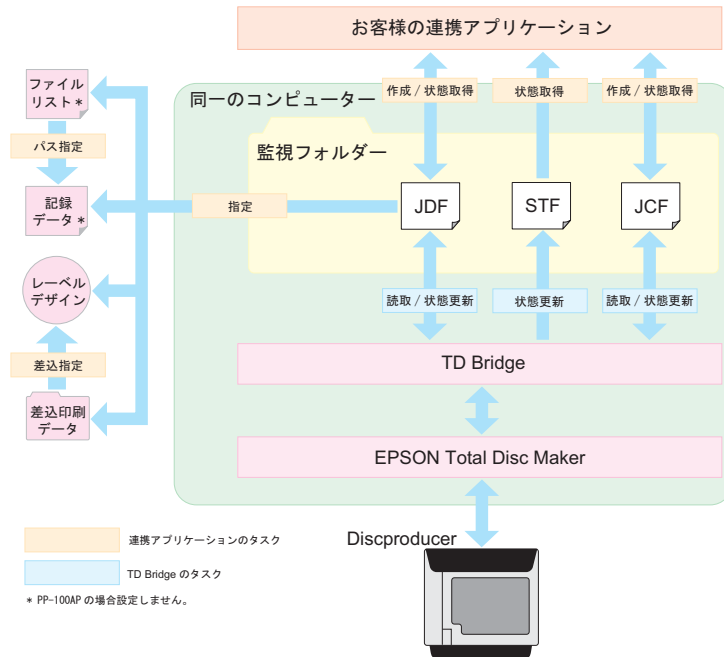 お客様の連携アプリケーション
ファイル
リスト*
同一のコンピューター
作成 / 状態取得
状態取得
作成 / 状態取得
パス指定
監視フォルダー
記録
データ*
指定
JDF
STF
JCF
レーベル
デザイン
読取 / 状態更新
状態更新
読取 / 状態更新
差込指定
TD Bridge
差込印刷
データ
EPSON Total Disc Maker
連携アプリケーションのタスク
Discproducer
TD Bridge のタスク
* PP-100AP の場合設定しません。